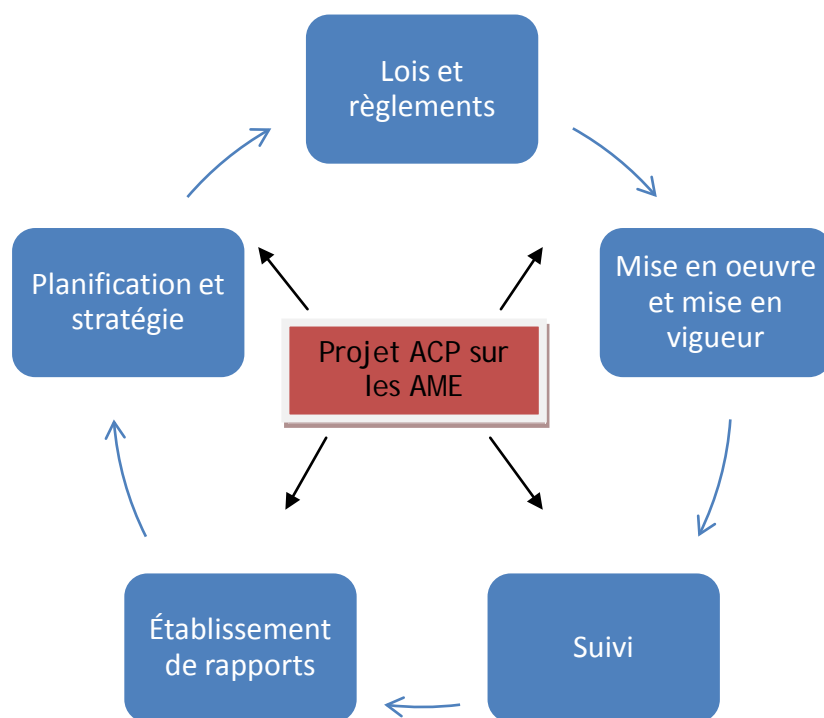 Lois et
règlements
Mise en oeuvre
et mise en
vigueur
Suivi
Établissement
de rapports
Planification et
stratégie
Projet ACP sur
les AME